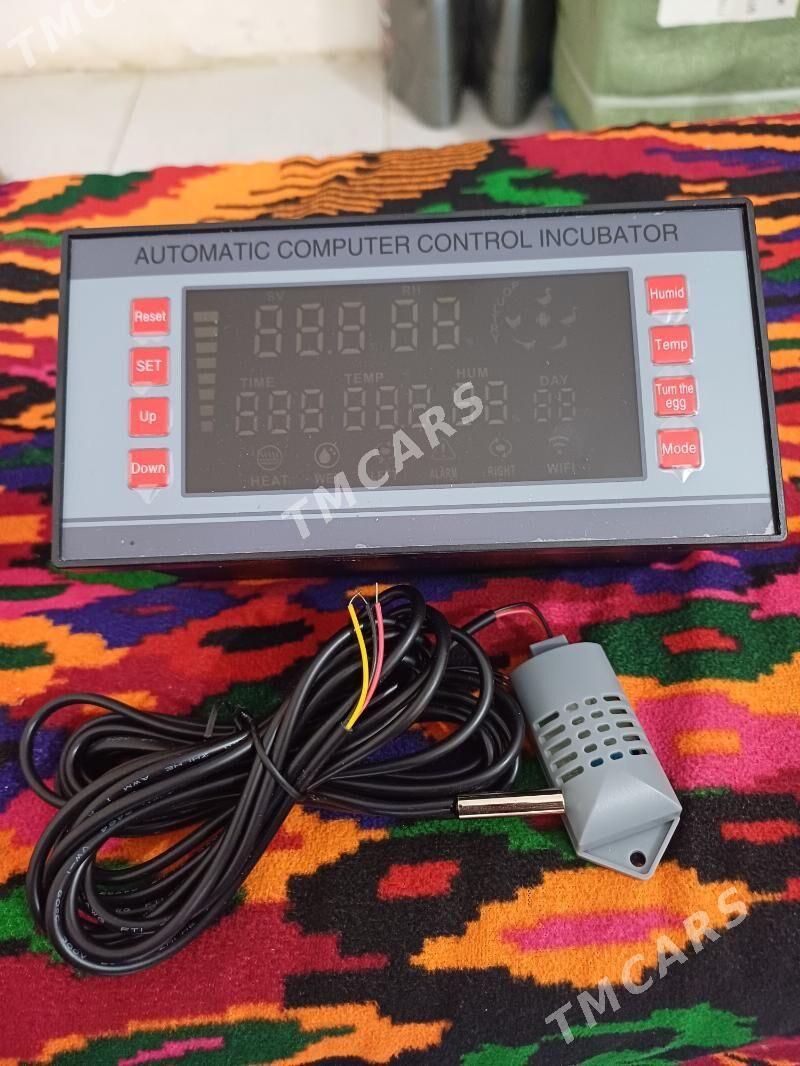 TMCARS
AUTOMATIC COMPUTER CONTROL INCUBATOR
Reset
SET
Up
Down
SV
RH
POULTRY
TIME
TEMP
HUM
DAY
HEAT
ALARM
RIGHT
WIFI
Humid
Temp
Turn the
egg
Mode
TMCARS
TMCARS